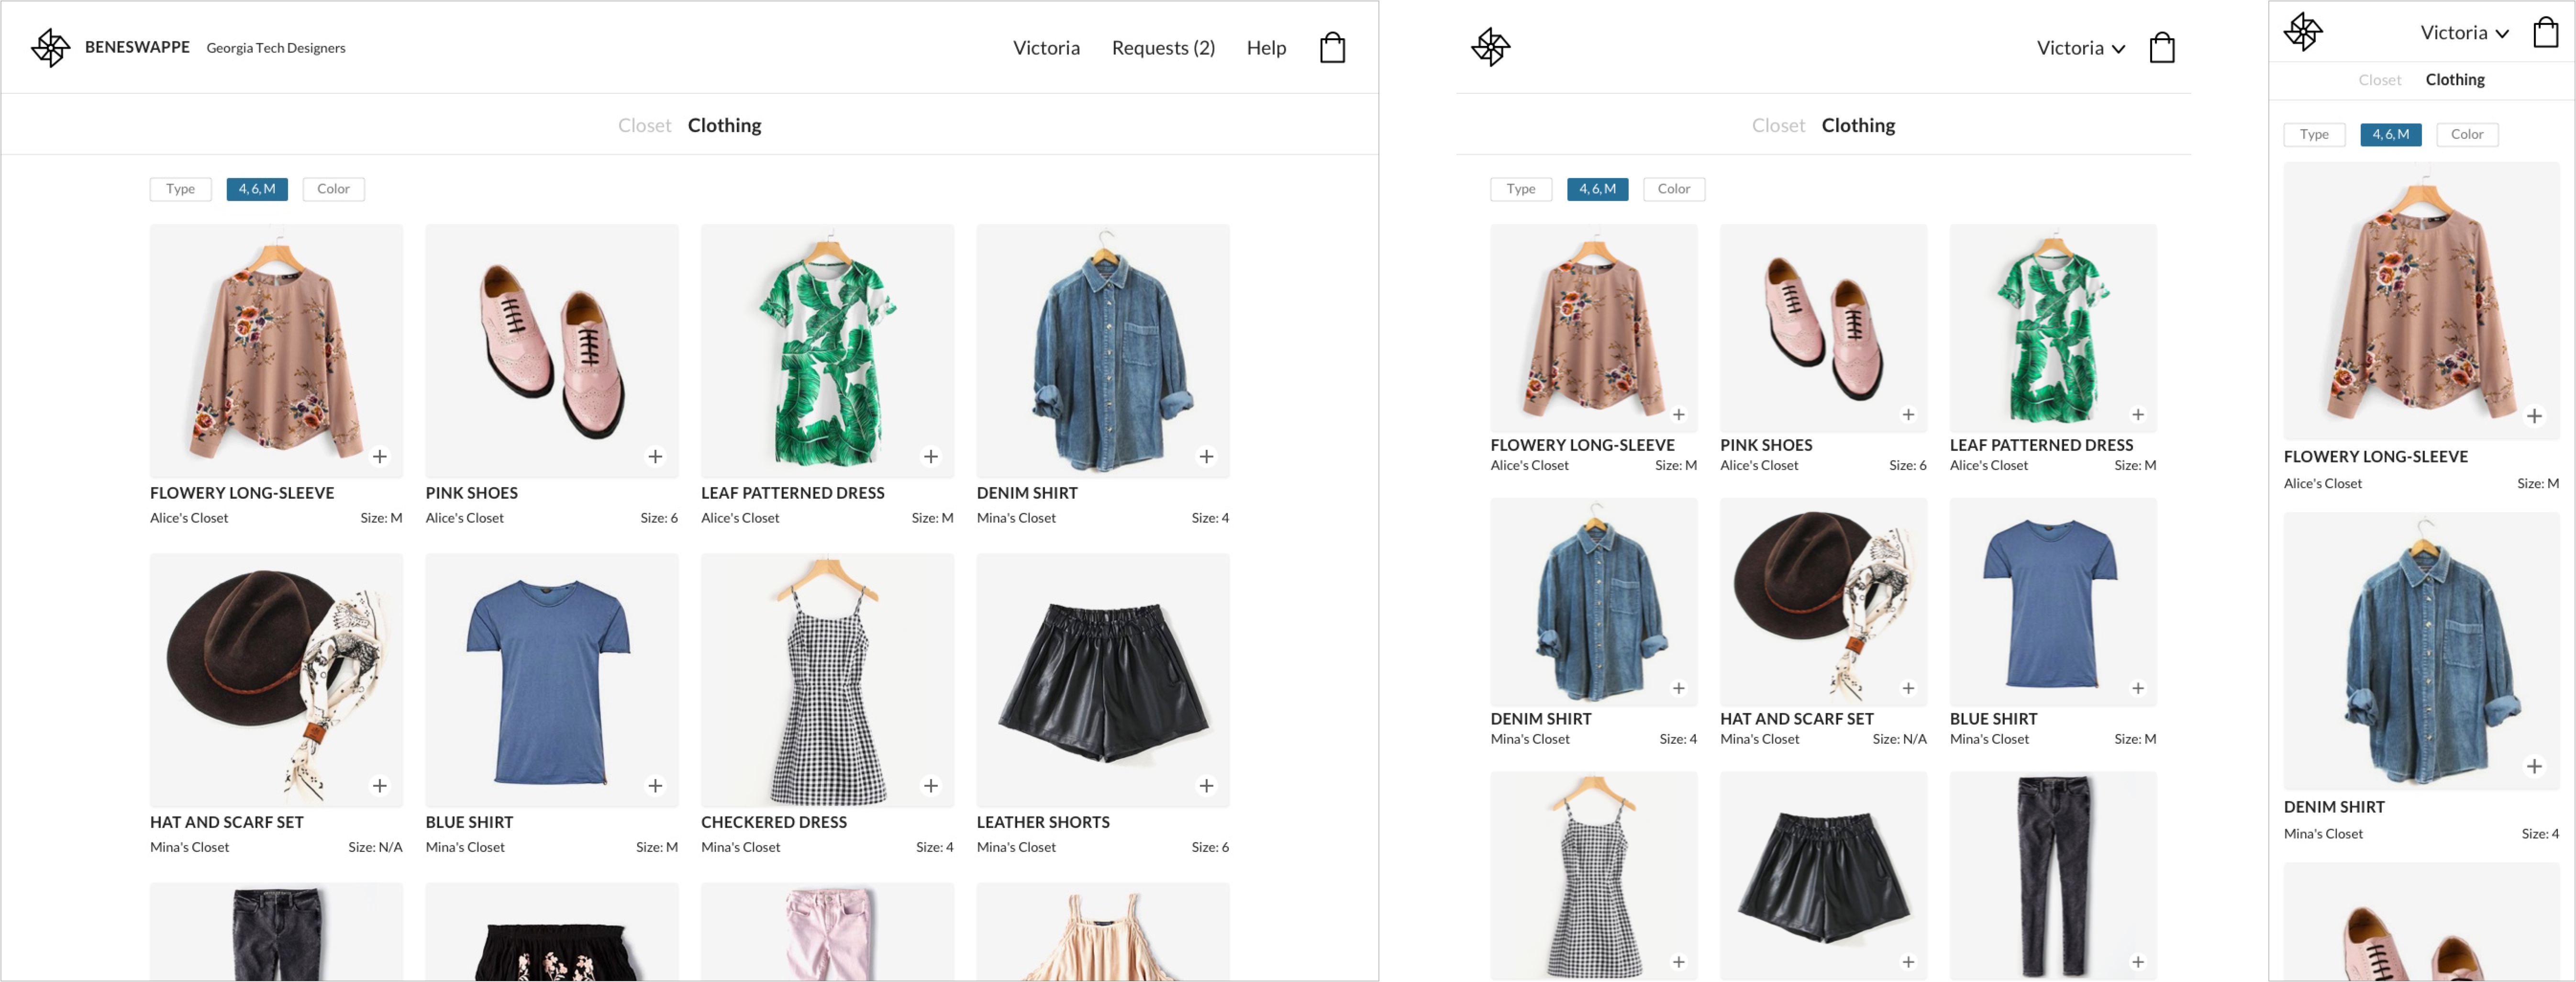 BENESWAPPE Georgia Tech Designers Victoria Requests (2) Help
Closet Clothing
Type 4, 6, M Color
FLOWERY LONG-SLEEVE PINK SHOES LEAF PATTERNED DRESS DENIM SHIRT
Alice's Closet Size: M Alice's Closet Size: 6 Alice's Closet Size: M Mina's Closet Size: 4
HAT AND SCARF SET BLUE SHIRT CHECKERED DRESS LEATHER SHORTS
Mina's Closet Size: N/A Mina's Closet Size: M Mina's Closet Size: 4 Mina's Closet Size: 6
Victoria
Closet Clothing
Type 4, 6, M Color
FLOWERY LONG-SLEEVE PINK SHOES LEAF PATTERNED DRESS
Alice's Closet Size: M Alice's Closet Size: 6 Alice's Closet Size: M
DENIM SHIRT HAT AND SCARF SET BLUE SHIRT
Mina's Closet Size: 4 Mina's Closet Size: N/A Mina's Closet Size: M
Victoria
Closet Clothing
Type 4, 6, M Color
FLOWERY LONG-SLEEVE
Alice's Closet Size: M
DENIM SHIRT
Mina's Closet Size: 4